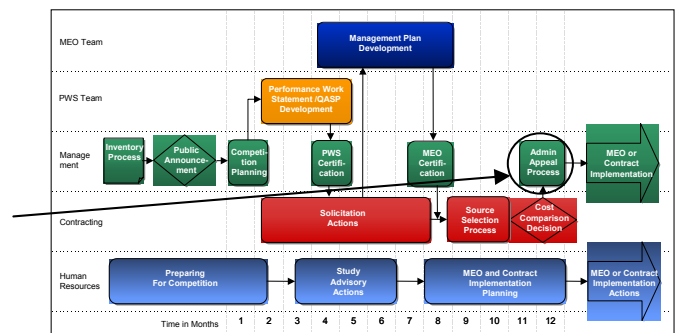 MEO Team
Management Plan
Development
PWS Team
Performance Work
Statement /QASP
Development
Manage
ment
Inventory
Process
Public
Announce-
ment
Competi-
tion
Planning
PWS
Certifi-
cation
MEO
Certifi-
cation
Admin
Appeal
Process
MEO or
Contract
Implementation
Contracting
Solicitation
Actions
Source
Selection
Process
Cost
Comparison
Decision
Human
Resources
Preparing
For Competition
Study
Advisory
Actions
MEO and Contract
Implementation
Planning
MEO or Contract
Implementation
Actions
Time in Months 1 2 3 4 5 6 7 8 9 10 11 12